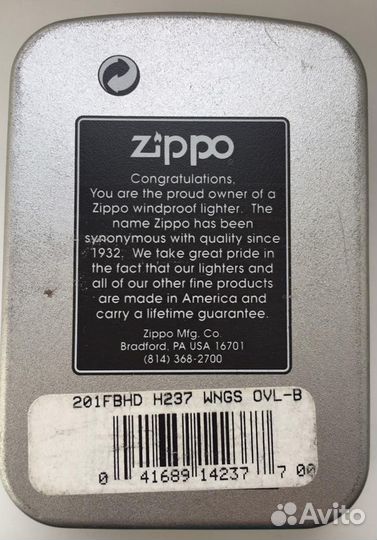 zippo
Congratulations,
You are the proud owner of a
Zippo windproof lighter. The
name Zippo has been
synonymous with quality since
1932. We take great pride in
the fact that our lighters and
all of our other fine products
are made in America and
carry a lifetime guarantee.
Zippo Mfg. Co.
Bradford, PA USA 16701
(814) 368-2700
201FBHD H237 WNGS OVL-B
0 41689 14237 7 00
Avito